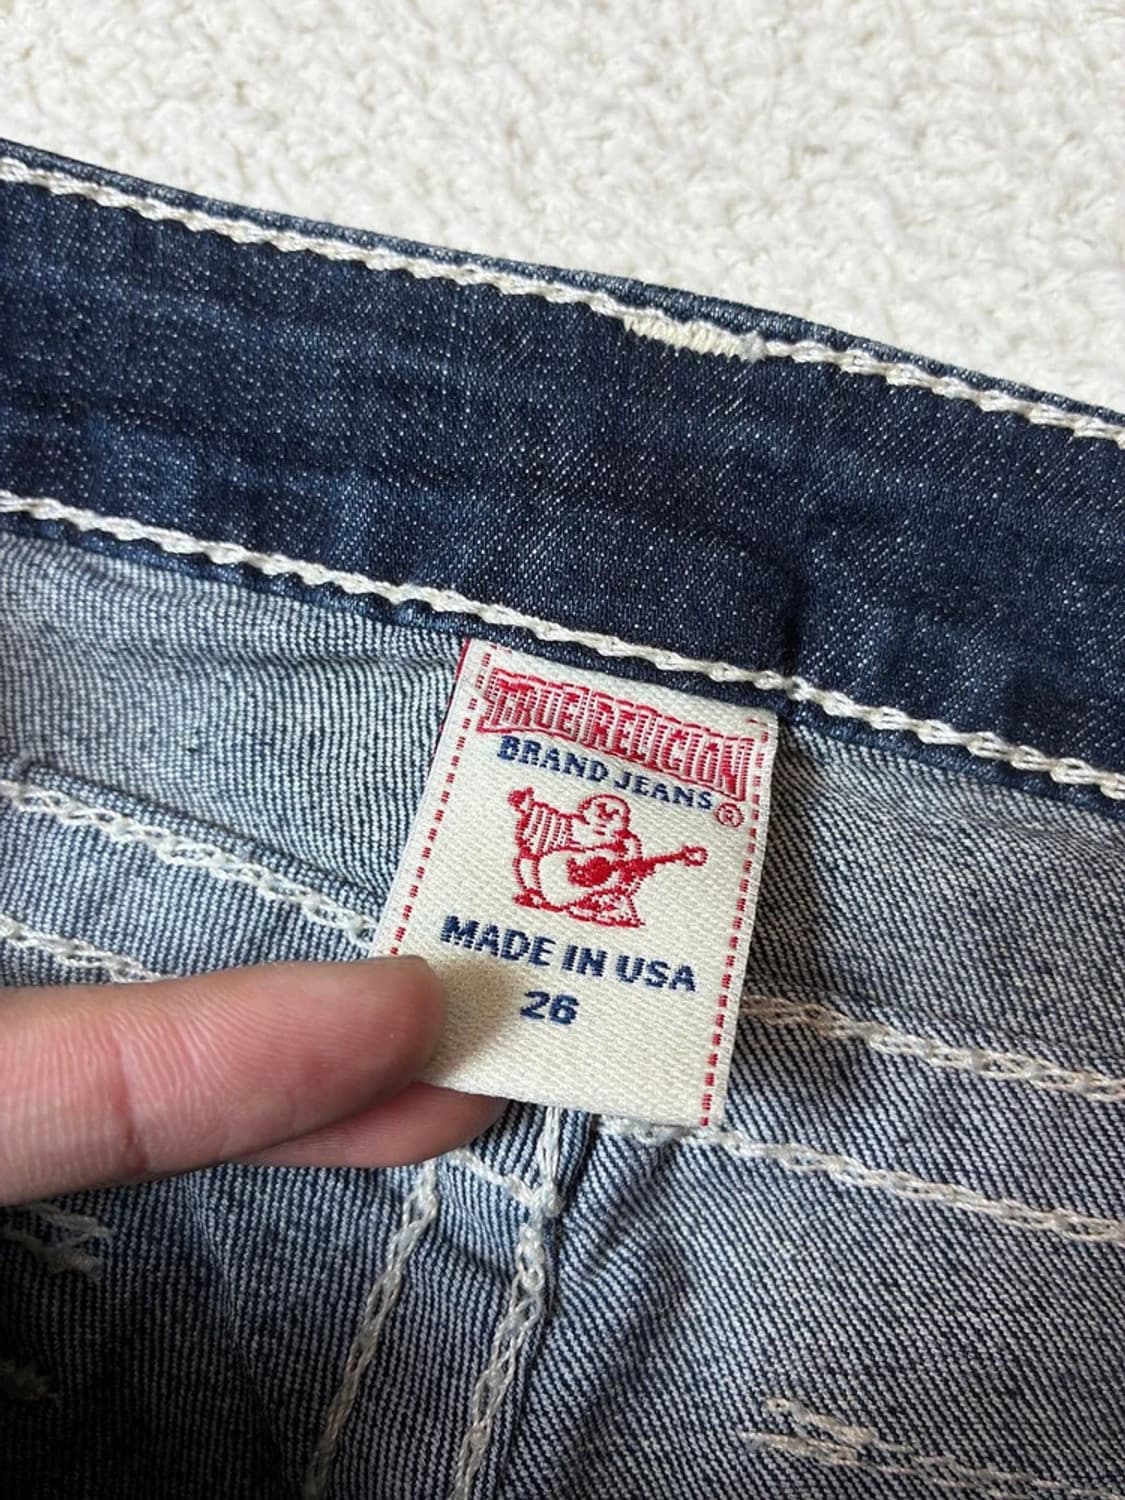 TRUE RELIGION
BRAND JEANS
®
MADE IN USA
26